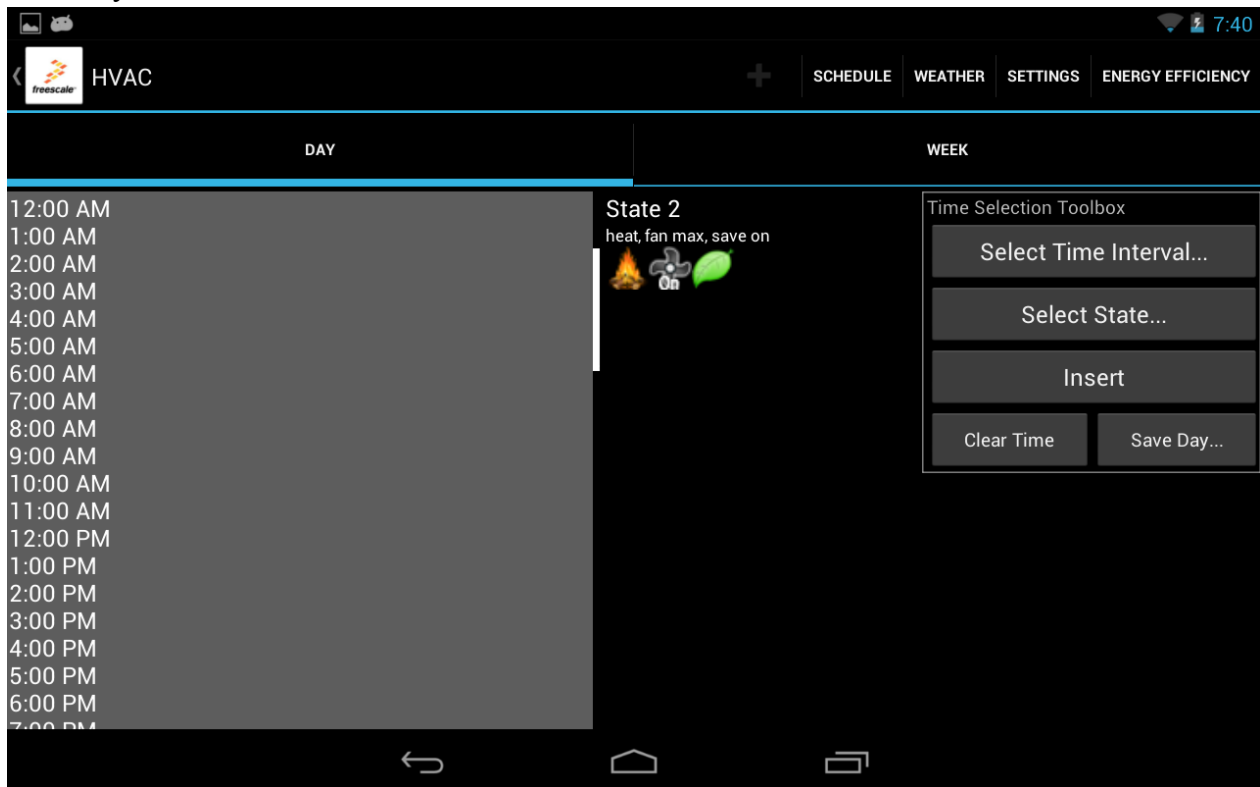 7:40
freescale
HVAC
SCHEDULE
WEATHER
SETTINGS
ENERGY EFFICIENCY
DAY
WEEK
12:00 AM
1:00 AM
2:00 AM
3:00 AM
4:00 AM
5:00 AM
6:00 AM
7:00 AM
8:00 AM
9:00 AM
10:00 AM
11:00 AM
12:00 PM
1:00 PM
2:00 PM
3:00 PM
4:00 PM
5:00 PM
6:00 PM
7:00 PM
State 2
heat, fan max, save on
On
Time Selection Toolbox
Select Time Interval...
Select State...
Insert
Clear Time
Save Day...